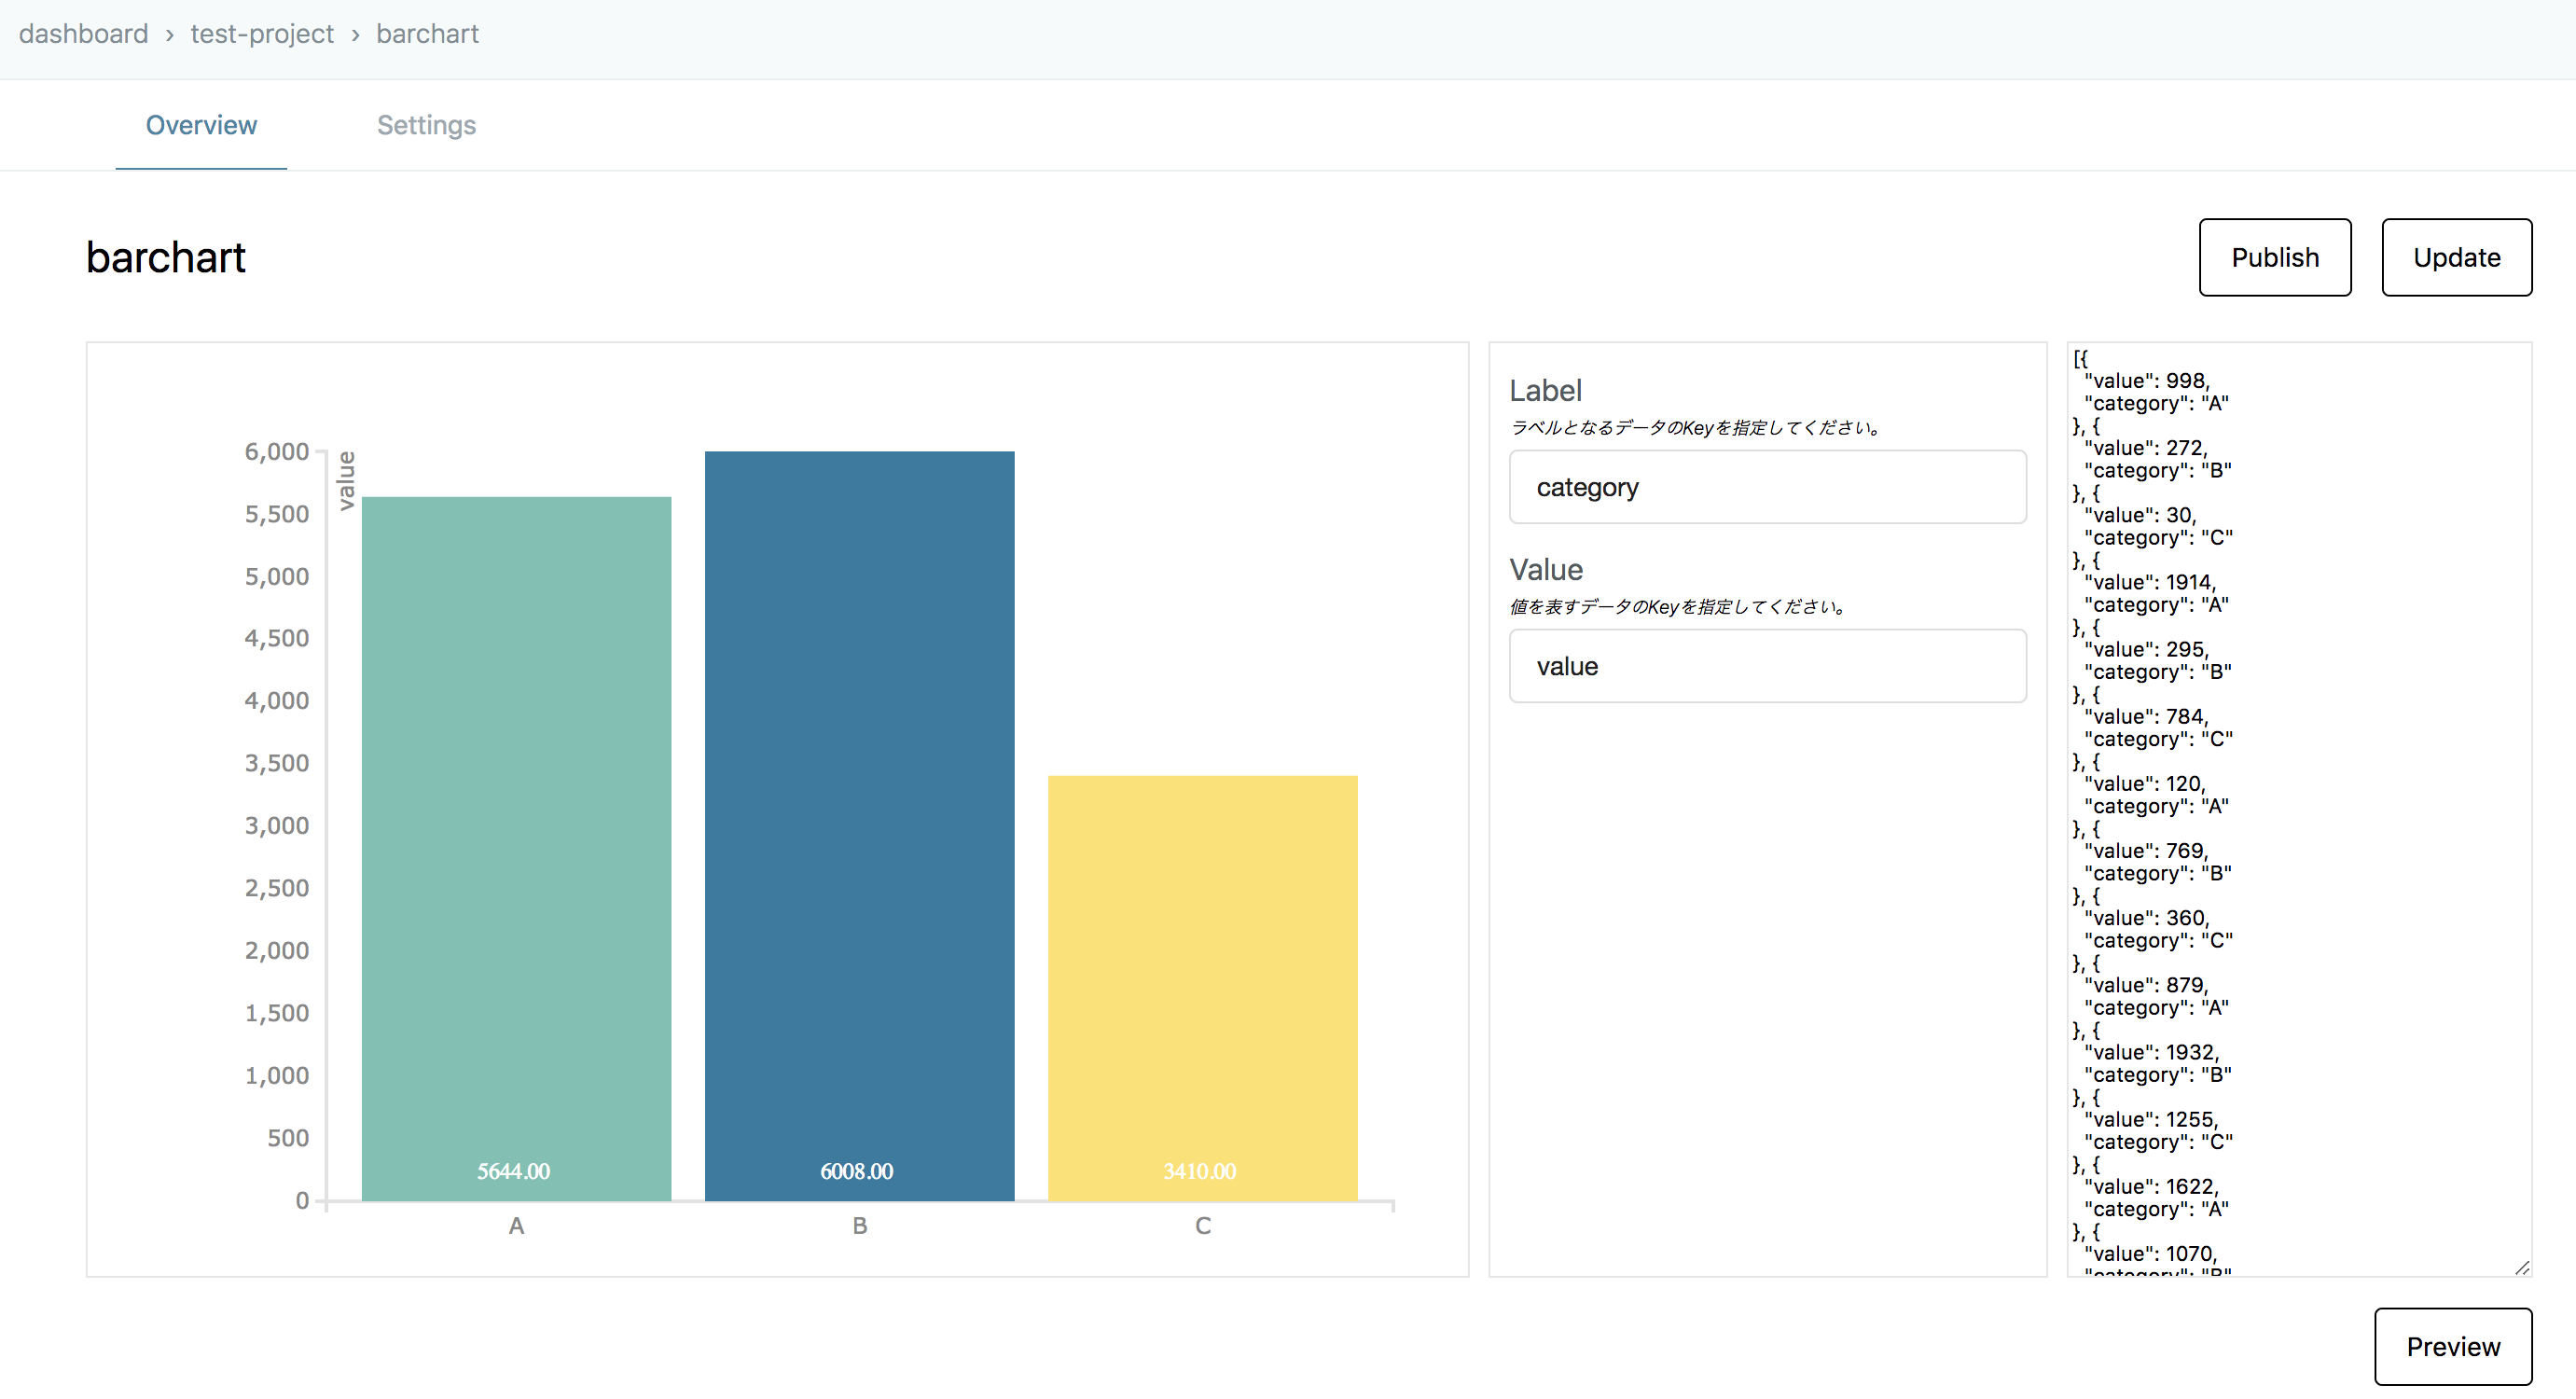 dashboard › test-project › barchart
Overview Settings
barchart
Publish Update
6,000
5,500
5,000
4,500
4,000
3,500
3,000
2,500
2,000
1,500
1,000
500
0
value
5644.00 6008.00 3410.00
A B C
Label
ラベルとなるデータのKeyを指定してください。
category
Value
値を表すデータのKeyを指定してください。
value
[{
"value": 998,
"category": "A"
}, {
"value": 272,
"category": "B"
}, {
"value": 30,
"category": "C"
}, {
"value": 1914,
"category": "A"
}, {
"value": 295,
"category": "B"
}, {
"value": 784,
"category": "C"
}, {
"value": 120,
"category": "A"
}, {
"value": 769,
"category": "B"
}, {
"value": 360,
"category": "C"
}, {
"value": 879,
"category": "A"
}, {
"value": 1932,
"category": "B"
}, {
"value": 1255,
"category": "C"
}, {
"value": 1622,
"category": "A"
}, {
"value": 1070,
"category": "B"
Preview